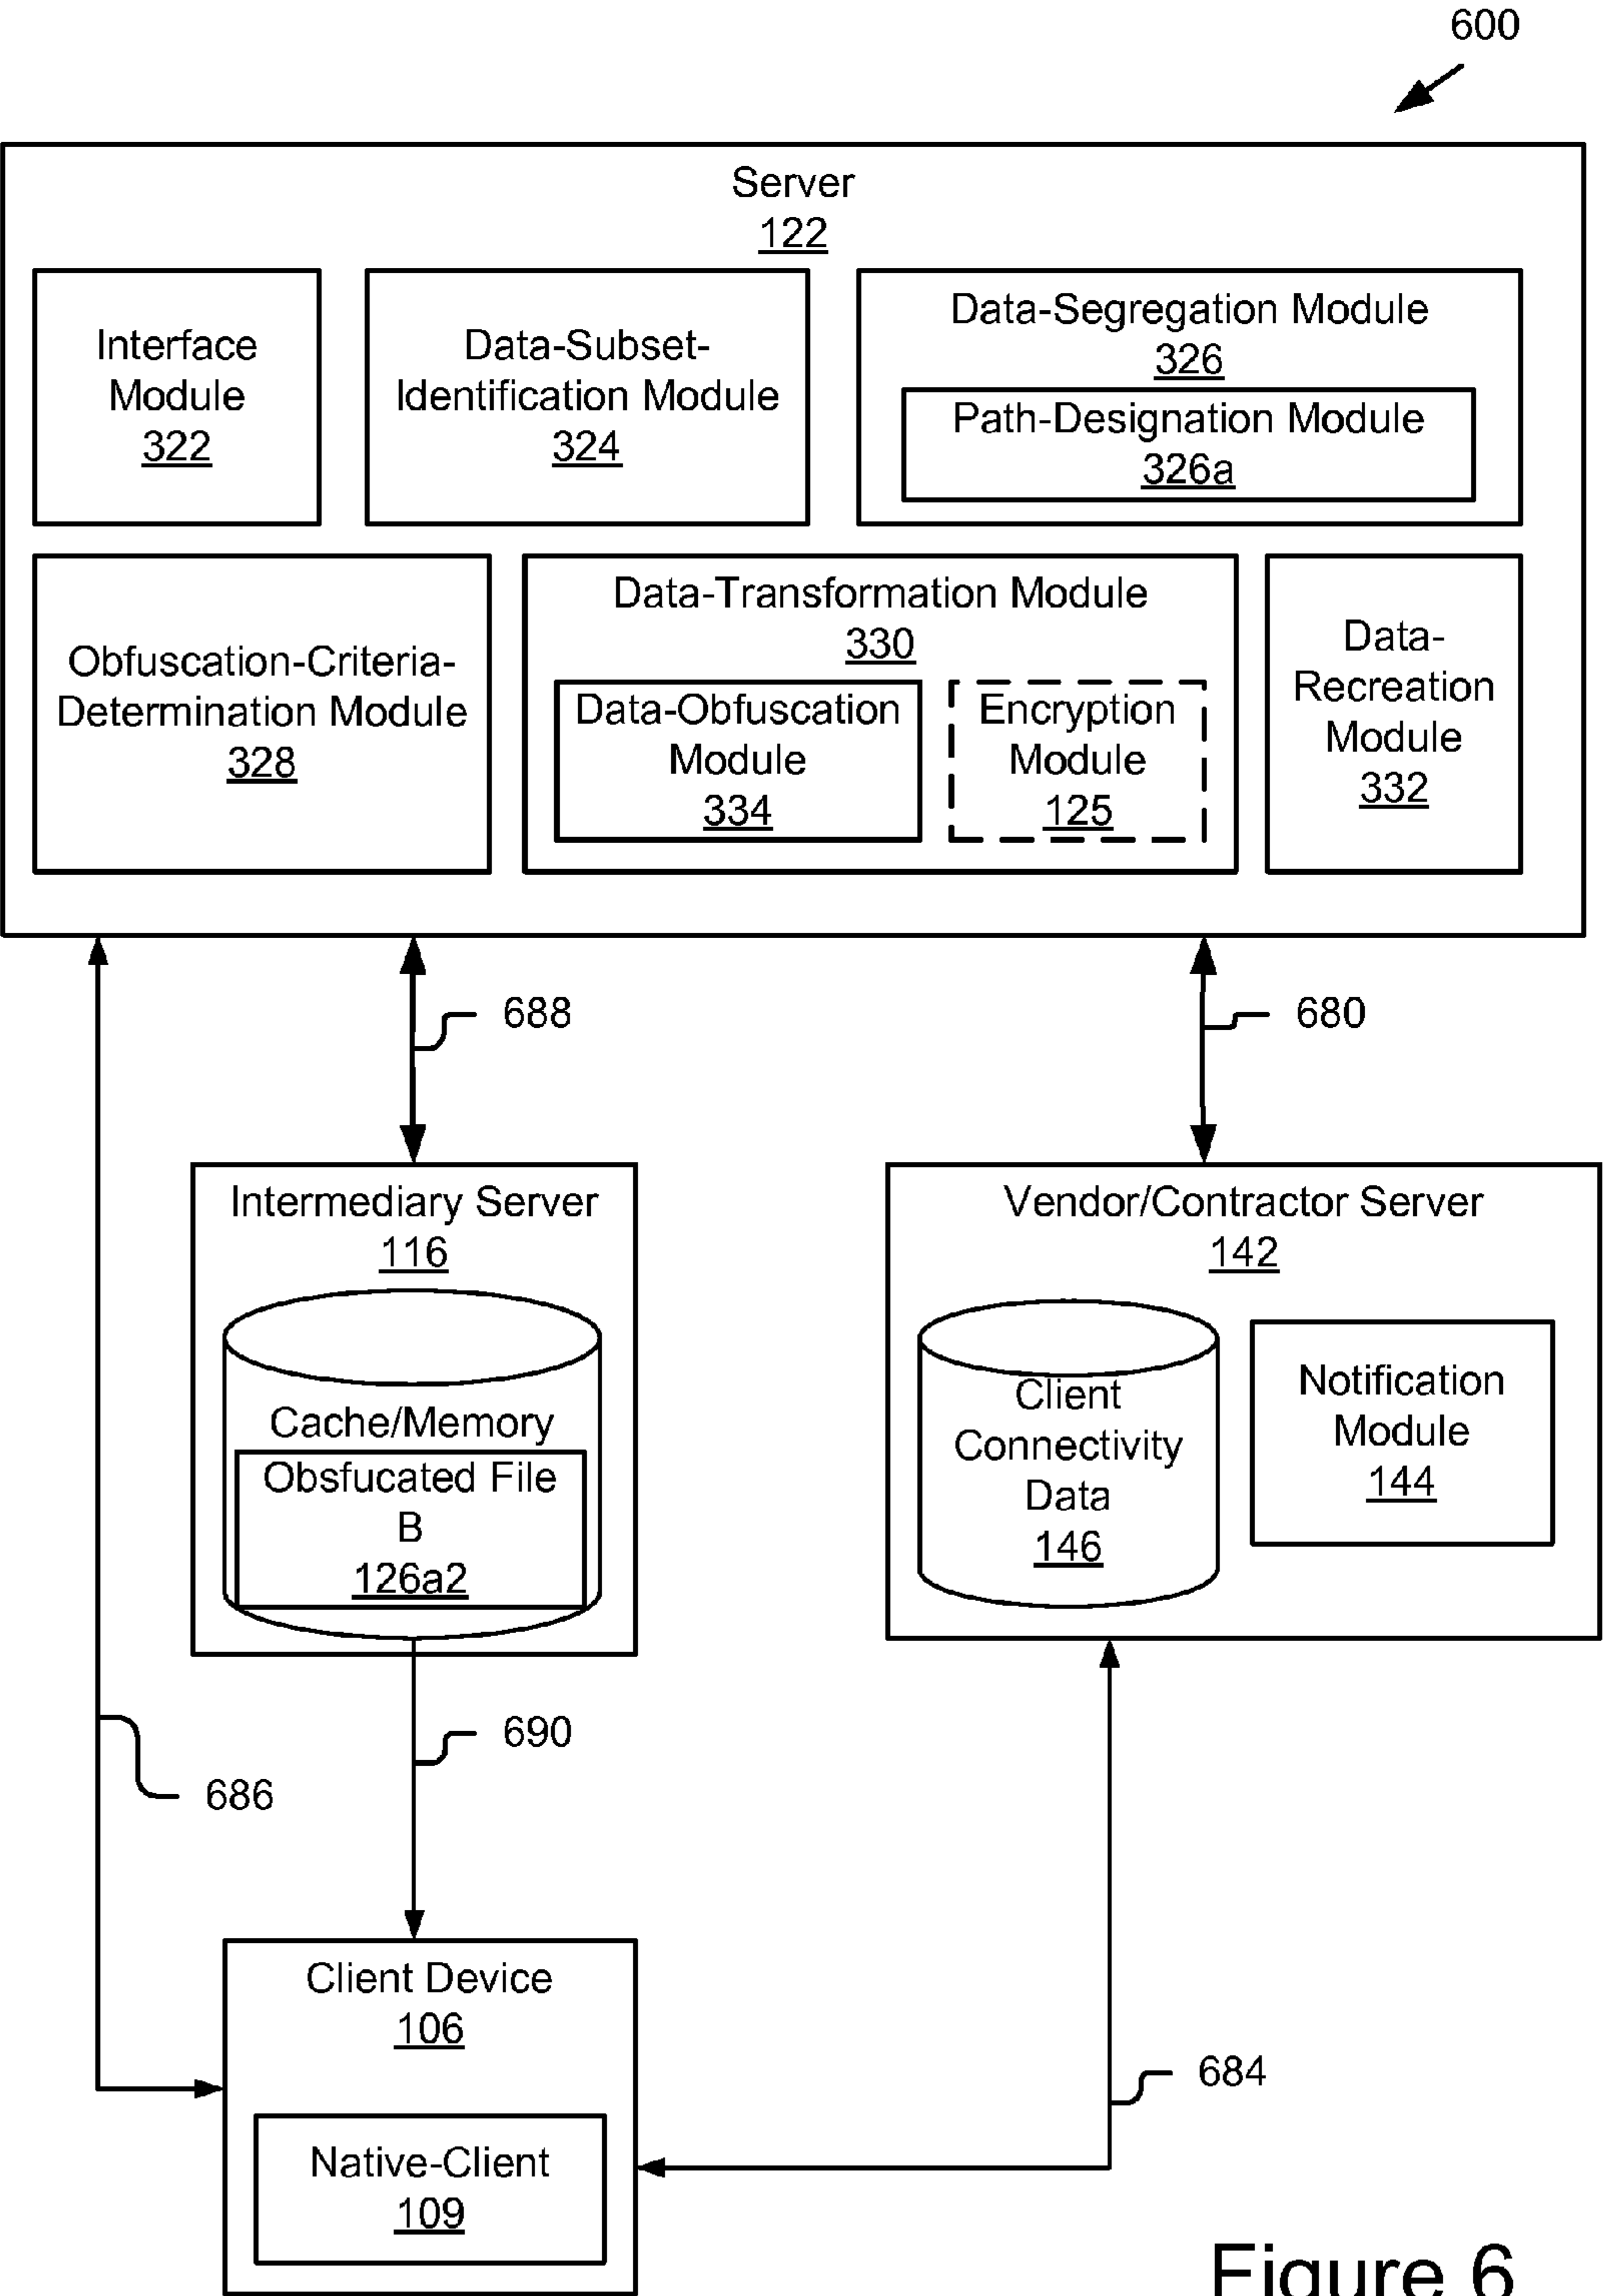 600
Server
122
Interface
Module
322
Data-Subset-
Identification Module
324
Data-Segregation Module
326
Path-Designation Module
326a
Obfuscation-Criteria-
Determination Module
328
Data-Transformation Module
330
Data-Obfuscation
Module
334
Encryption
Module
125
Data-
Recreation
Module
332
688
680
Intermediary Server
116
Cache/Memory
Obsfucated File
B
126a2
Vendor/Contractor Server
142
Client
Connectivity
Data
146
Notification
Module
144
690
686
Client Device
106
Native-Client
109
684
Figure 6